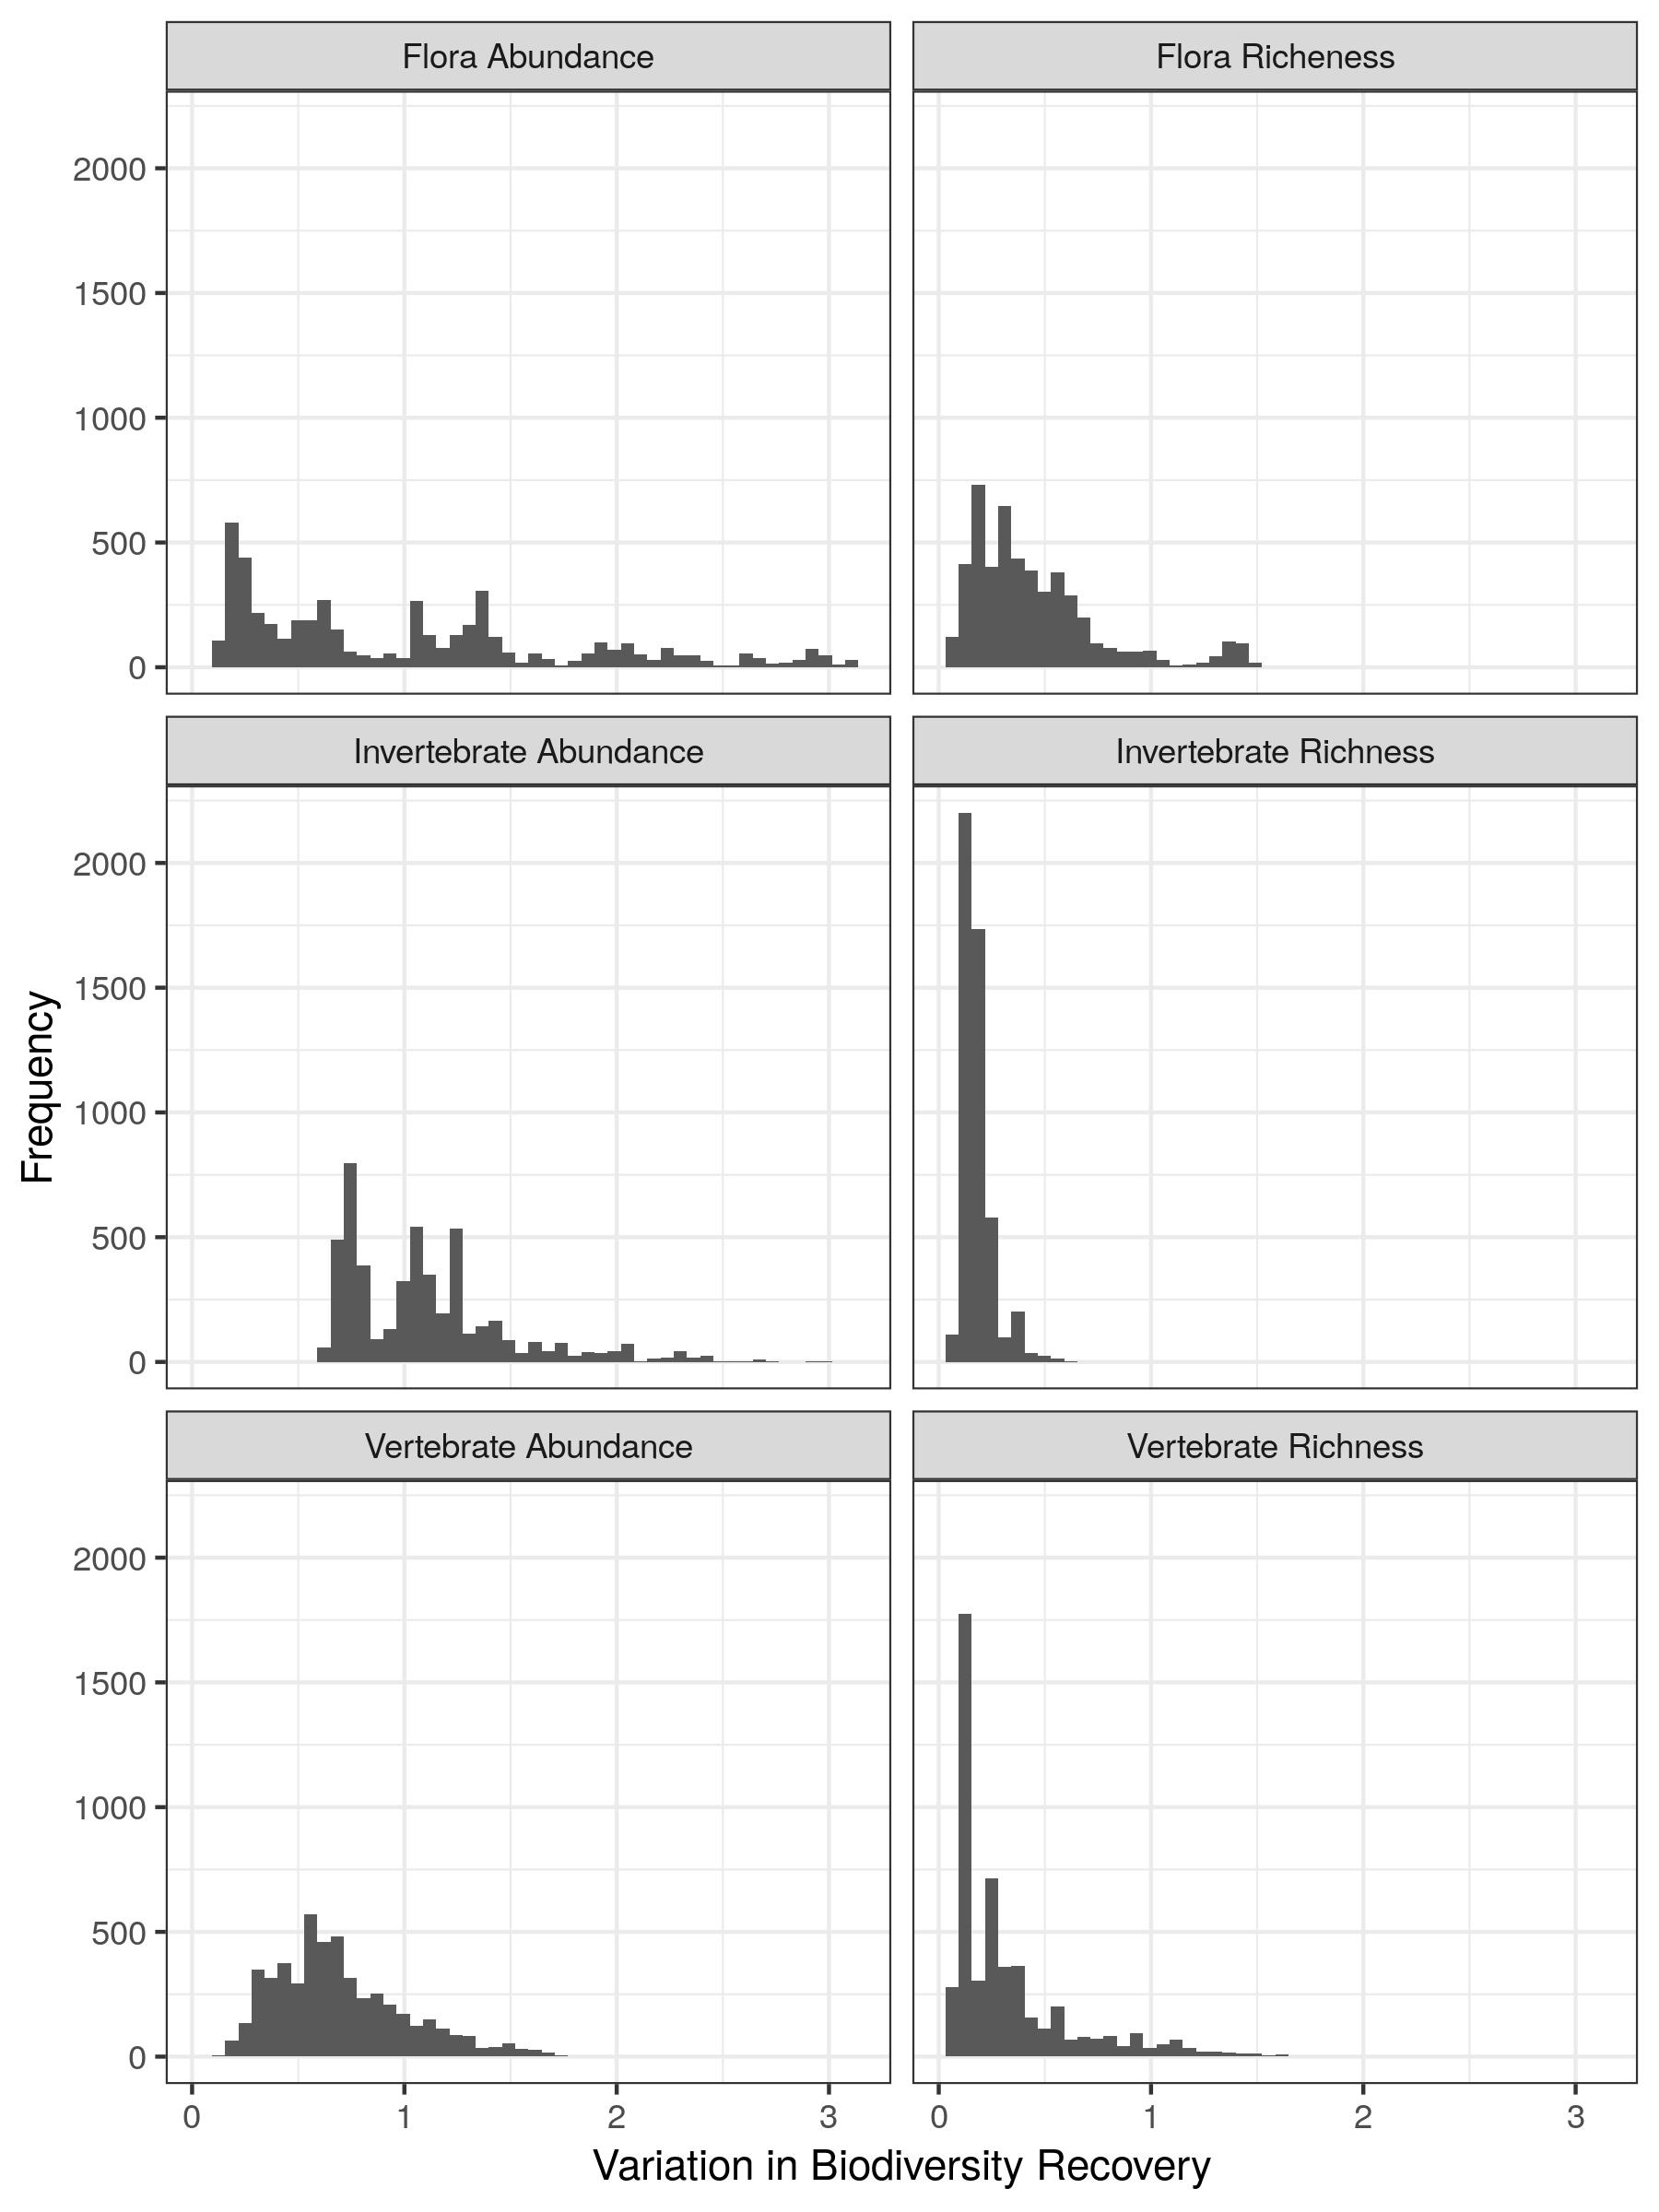 Flora Abundance
Flora Richeness
2000
1500
1000
500
0
Invertebrate Abundance
Invertebrate Richness
2000
1500
1000
500
0
Frequency
Vertebrate Abundance
Vertebrate Richness
2000
1500
1000
500
0
0 1 2 3
0 1 2 3
Variation in Biodiversity Recovery